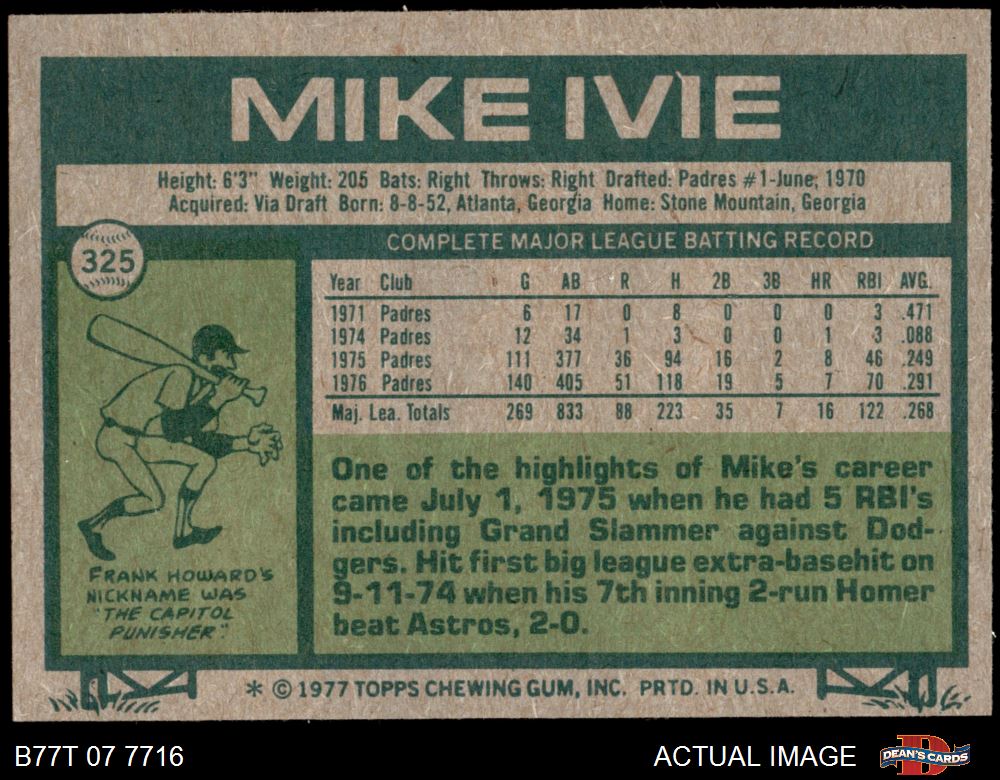 MIKE IVIE
Height: 6'3" Weight: 205 Bats: Right Throws: Right Drafted: Padres #1-June, 1970
Acquired: Via Draft Born: 8-8-52, Atlanta, Georgia Home: Stone Mountain, Georgia
325
COMPLETE MAJOR LEAGUE BATTING RECORD
Year Club G AB R H 2B 3B HR RBI AVG.
1971 Padres 6 17 0 8 0 0 0 3 .471
1974 Padres 12 34 1 3 0 0 1 3 .088
1975 Padres 111 377 36 94 16 2 8 46 .249
1976 Padres 140 405 51 118 19 5 7 70 .291
Maj. Lea. Totals 269 833 88 223 35 7 16 122 .268
One of the highlights of Mike's career
came July 1, 1975 when he had 5 RBI's
including Grand Slammer against Dod-
gers. Hit first big league extra-basehit on
9-11-74 when his 7th inning 2-run Homer
beat Astros, 2-0.
FRANK HOWARD'S
NICKNAME WAS
"THE CAPITOL
PUNISHER".
* © 1977 TOPPS CHEWING GUM, INC. PRTD. IN U.S.A.
B77T 07 7716
ACTUAL IMAGE
DEAN'S CARDS